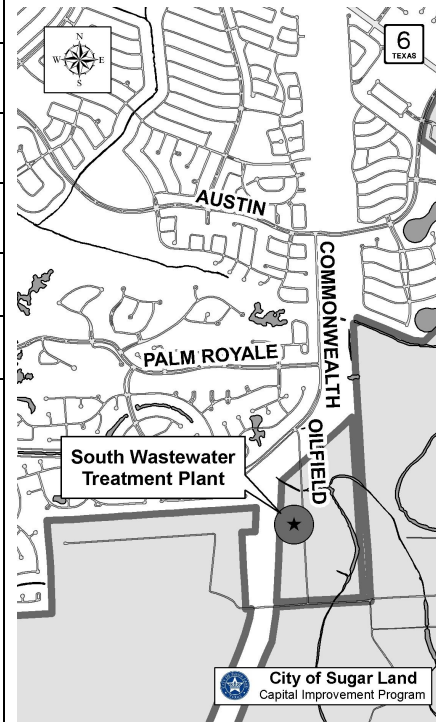 N
W E
S
6
TEXAS
AUSTIN
COMMONWEALTH
PALM ROYALE
OILFIELD
South Wastewater
Treatment Plant
City of Sugar Land
Capital Improvement Program